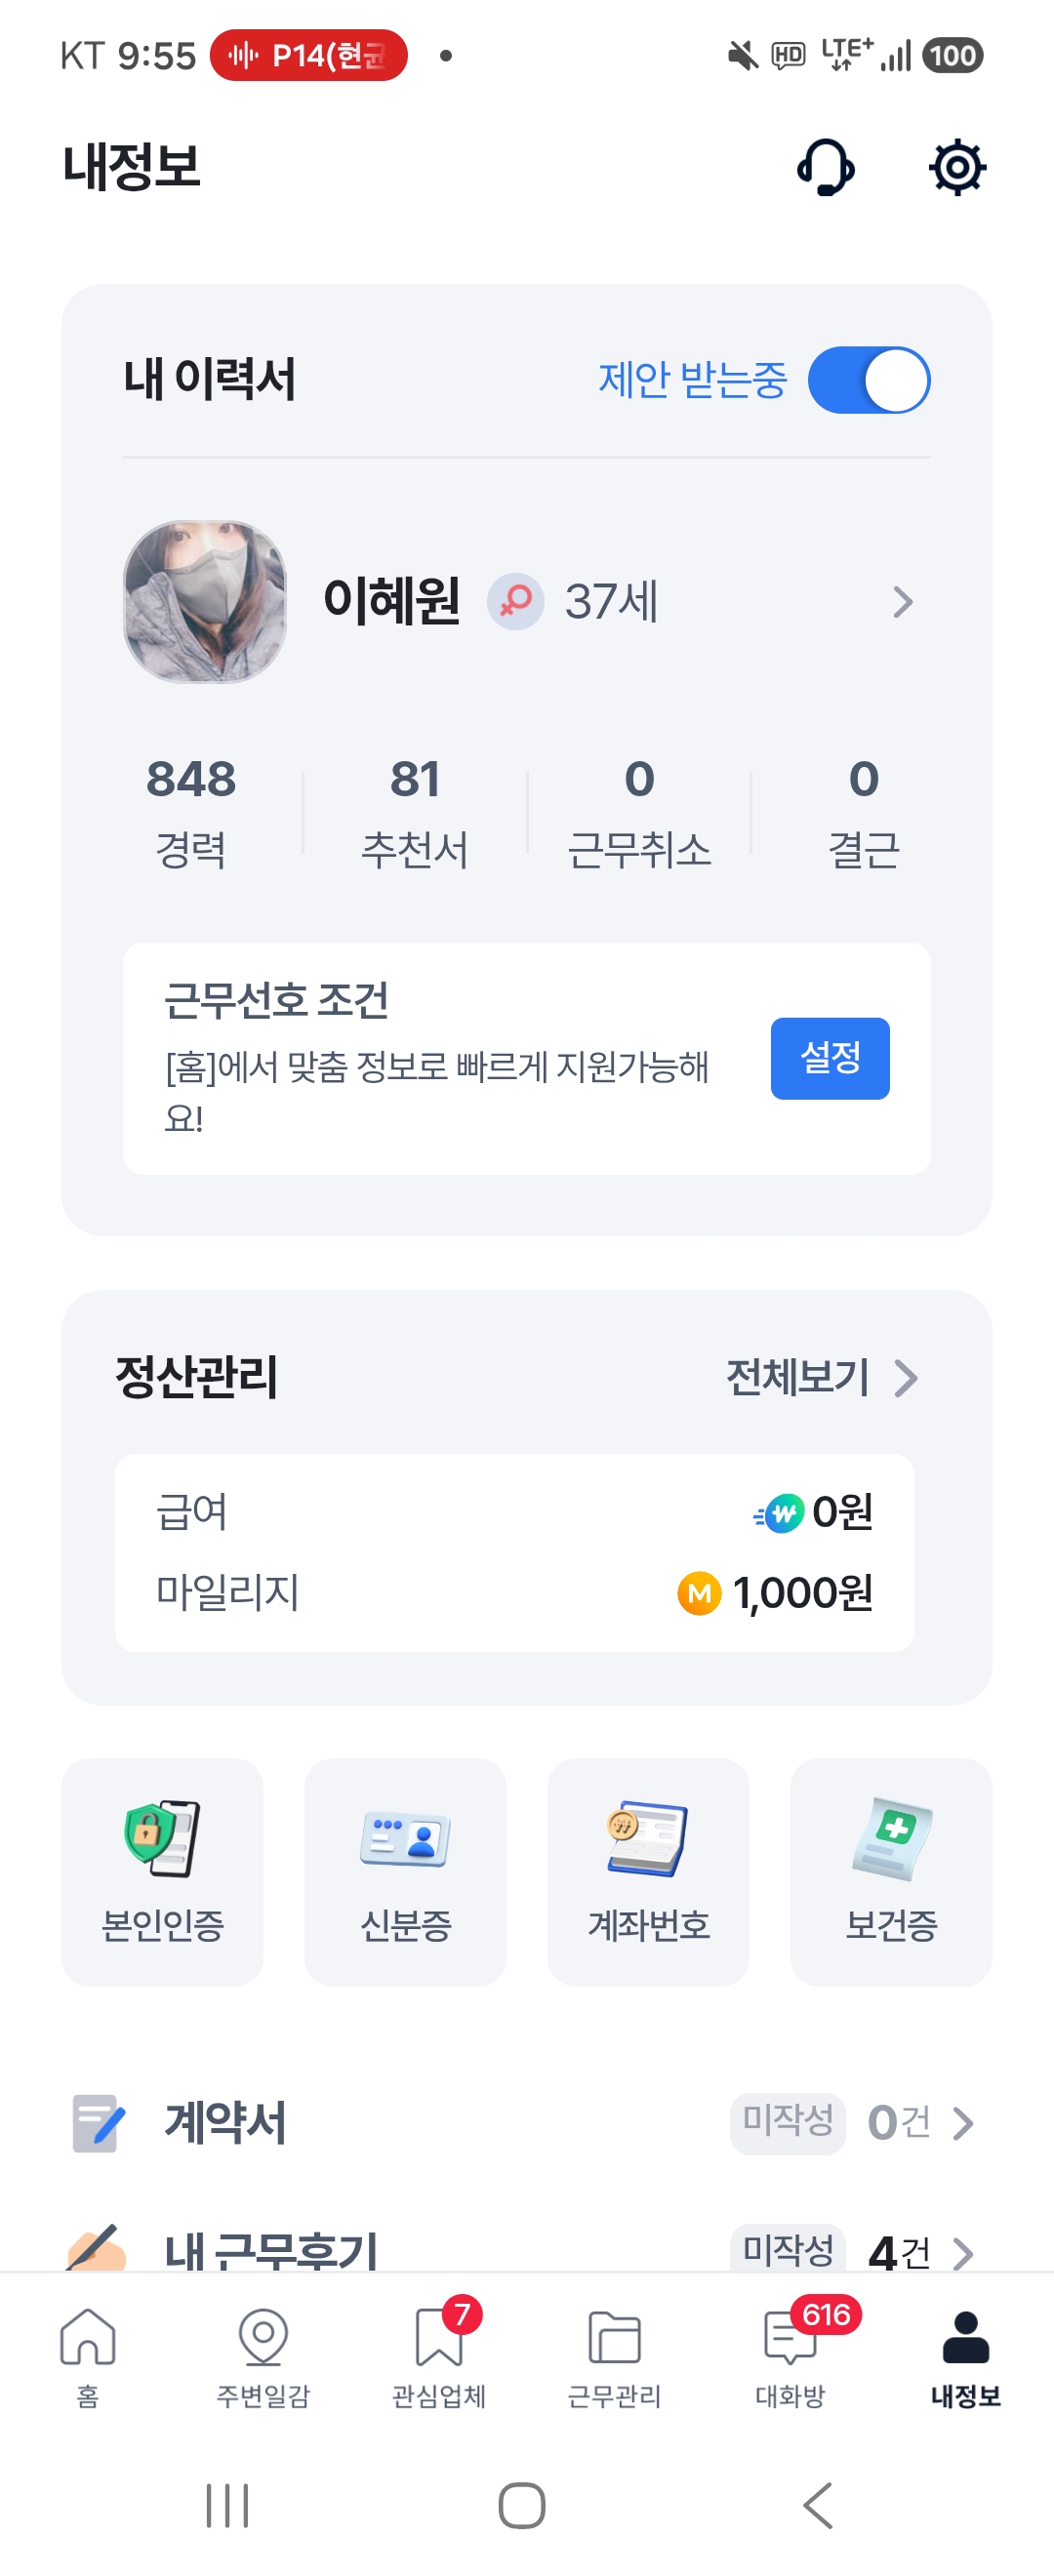 KT 9:55 P14(현균
HD LTE+ 100
내정보
내 이력서 제안 받는중
이혜원 37세
848 81 0 0
경력 추천서 근무취소 결근
근무선호 조건
[홈]에서 맞춤 정보로 빠르게 지원가능해
요!
설정
정산관리 전체보기
급여 0원
마일리지 M 1,000원
본인인증 신분증 계좌번호 보건증
계약서 미작성 0건
내 근무후기 미작성 4건
7 616
홈 주변일감 관심업체 근무관리 대화방 내정보